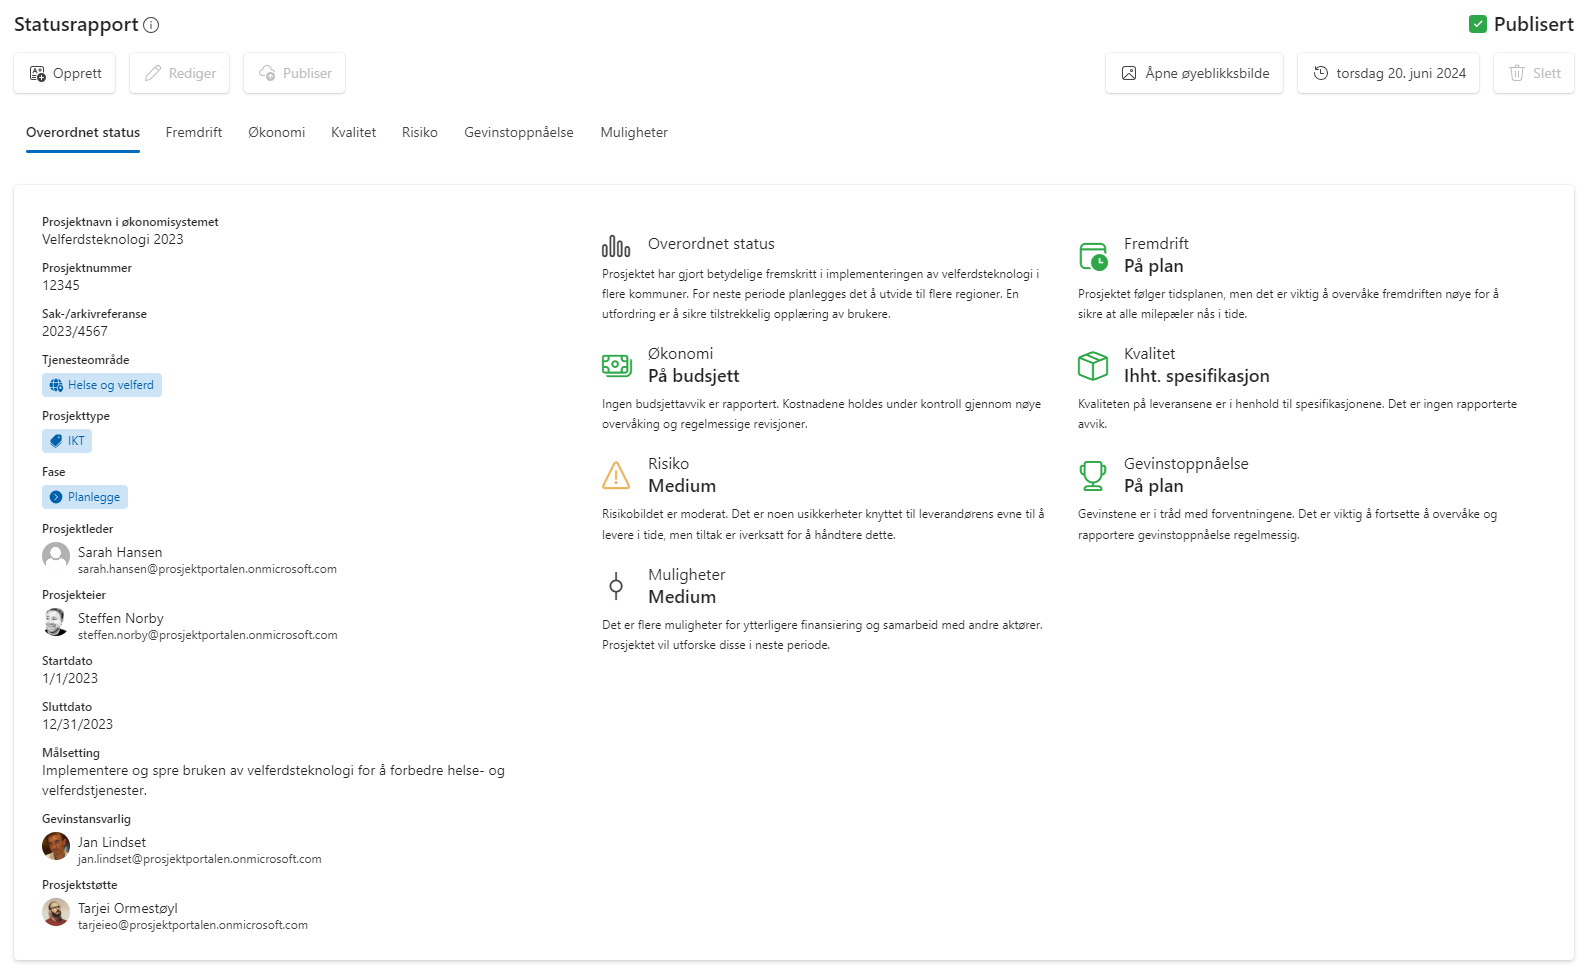 Statusrapport
Publisert
Opprett
Rediger
Publiser
Åpne øyeblikksbilde
torsdag 20. juni 2024
Slett
Overordnet status
Fremdrift
Økonomi
Kvalitet
Risiko
Gevinstoppnåelse
Muligheter
Prosjektnavn i økonomisystemet
Velferdsteknologi 2023
Prosjektnummer
12345
Sak-/arkivreferanse
2023/4567
Tjenesteområde
Helse og velferd
Prosjekttype
IKT
Fase
Planlegge
Prosjektleder
Sarah Hansen
sarah.hansen@prosjektportalen.onmicrosoft.com
Prosjekteier
Steffen Norby
steffen.norby@prosjektportalen.onmicrosoft.com
Startdato
1/1/2023
Sluttdato
12/31/2023
Målsetting
Implementere og spre bruken av velferdsteknologi for å forbedre helse- og
velferdstjenester.
Gevinstansvarlig
Jan Lindset
jan.lindset@prosjektportalen.onmicrosoft.com
Prosjektstøtte
Tarjei Ormestøyl
tarjeieo@prosjektportalen.onmicrosoft.com
Overordnet status
Prosjektet har gjort betydelige fremskritt i implementeringen av velferdsteknologi i
flere kommuner. For neste periode planlegges det å utvide til flere regioner. En
utfordring er å sikre tilstrekkelig opplæring av brukere.
Fremdrift
På plan
Prosjektet følger tidsplanen, men det er viktig å overvåke fremdriften nøye for å
sikre at alle milepæler nås i tide.
Økonomi
På budsjett
Ingen budsjettavvik er rapportert. Kostnadene holdes under kontroll gjennom nøye
overvåking og regelmessige revisjoner.
Kvalitet
Ihht. spesifikasjon
Kvaliteten på leveransene er i henhold til spesifikasjonene. Det er ingen rapporterte
avvik.
Risiko
Medium
Risikobildet er moderat. Det er noen usikkerheter knyttet til leverandørens evne til å
levere i tide, men tiltak er iverksatt for å håndtere dette.
Gevinstoppnåelse
På plan
Gevinstene er i tråd med forventningene. Det er viktig å fortsette å overvåke og
rapportere gevinstoppnåelse regelmessig.
Muligheter
Medium
Det er flere muligheter for ytterligere finansiering og samarbeid med andre aktører.
Prosjektet vil utforske disse i neste periode.